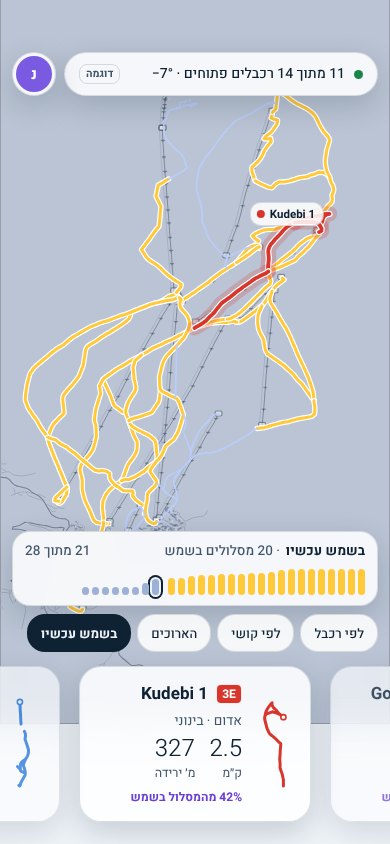 11 מתוך 14 רכבלים פתוחים · 7°−
דוגמה
נ
Kudebi 1
בשמש עכשיו · 20 מסלולים בשמש
21 מתוך 28
לפי רכבל
לפי קושי
הארוכים
בשמש עכשיו
Go
Kudebi 1 3E
אדום · בינוני
2.5 327
ק״מ מ׳ ירידה
42% מהמסלול בשמש